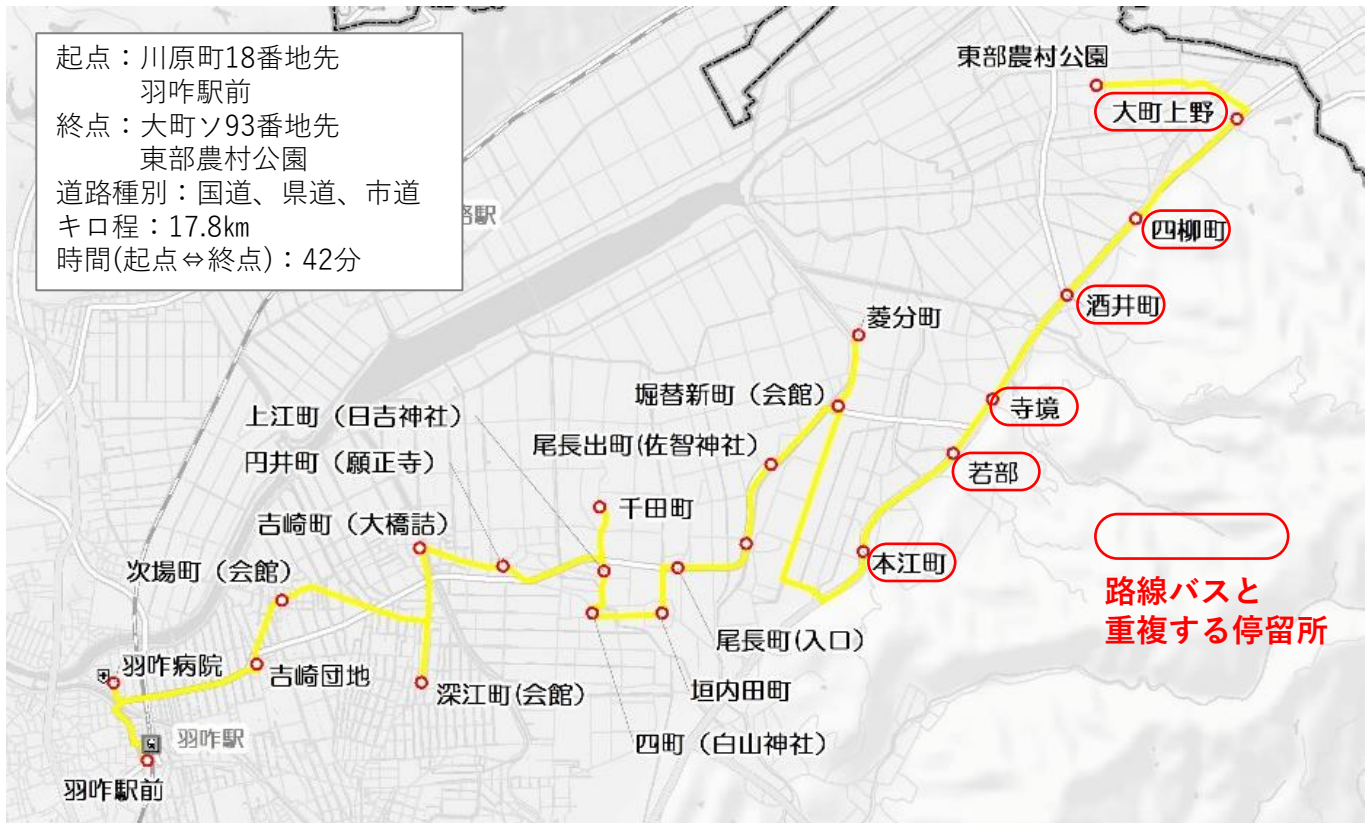 起点：川原町18番地先
羽咋駅前
終点：大町ソ93番地先
東部農村公園
道路種別：国道、県道、市道
キロ程：17.8km
時間(起点⇔終点)：42分
東部農村公園
大町上野
四柳町
酒井町
菱分町
堀替新町（会館）
寺境
上江町（日吉神社）
尾長出町(佐智神社）
円井町（願正寺）
若部
千田町
吉崎町（大橋詰）
本江町
次場町（会館）
路線バスと
重複する停留所
尾長町(入口）
羽咋病院
吉崎団地
深江町(会館）
垣内田町
四町（白山神社）
羽咋駅
羽咋駅前